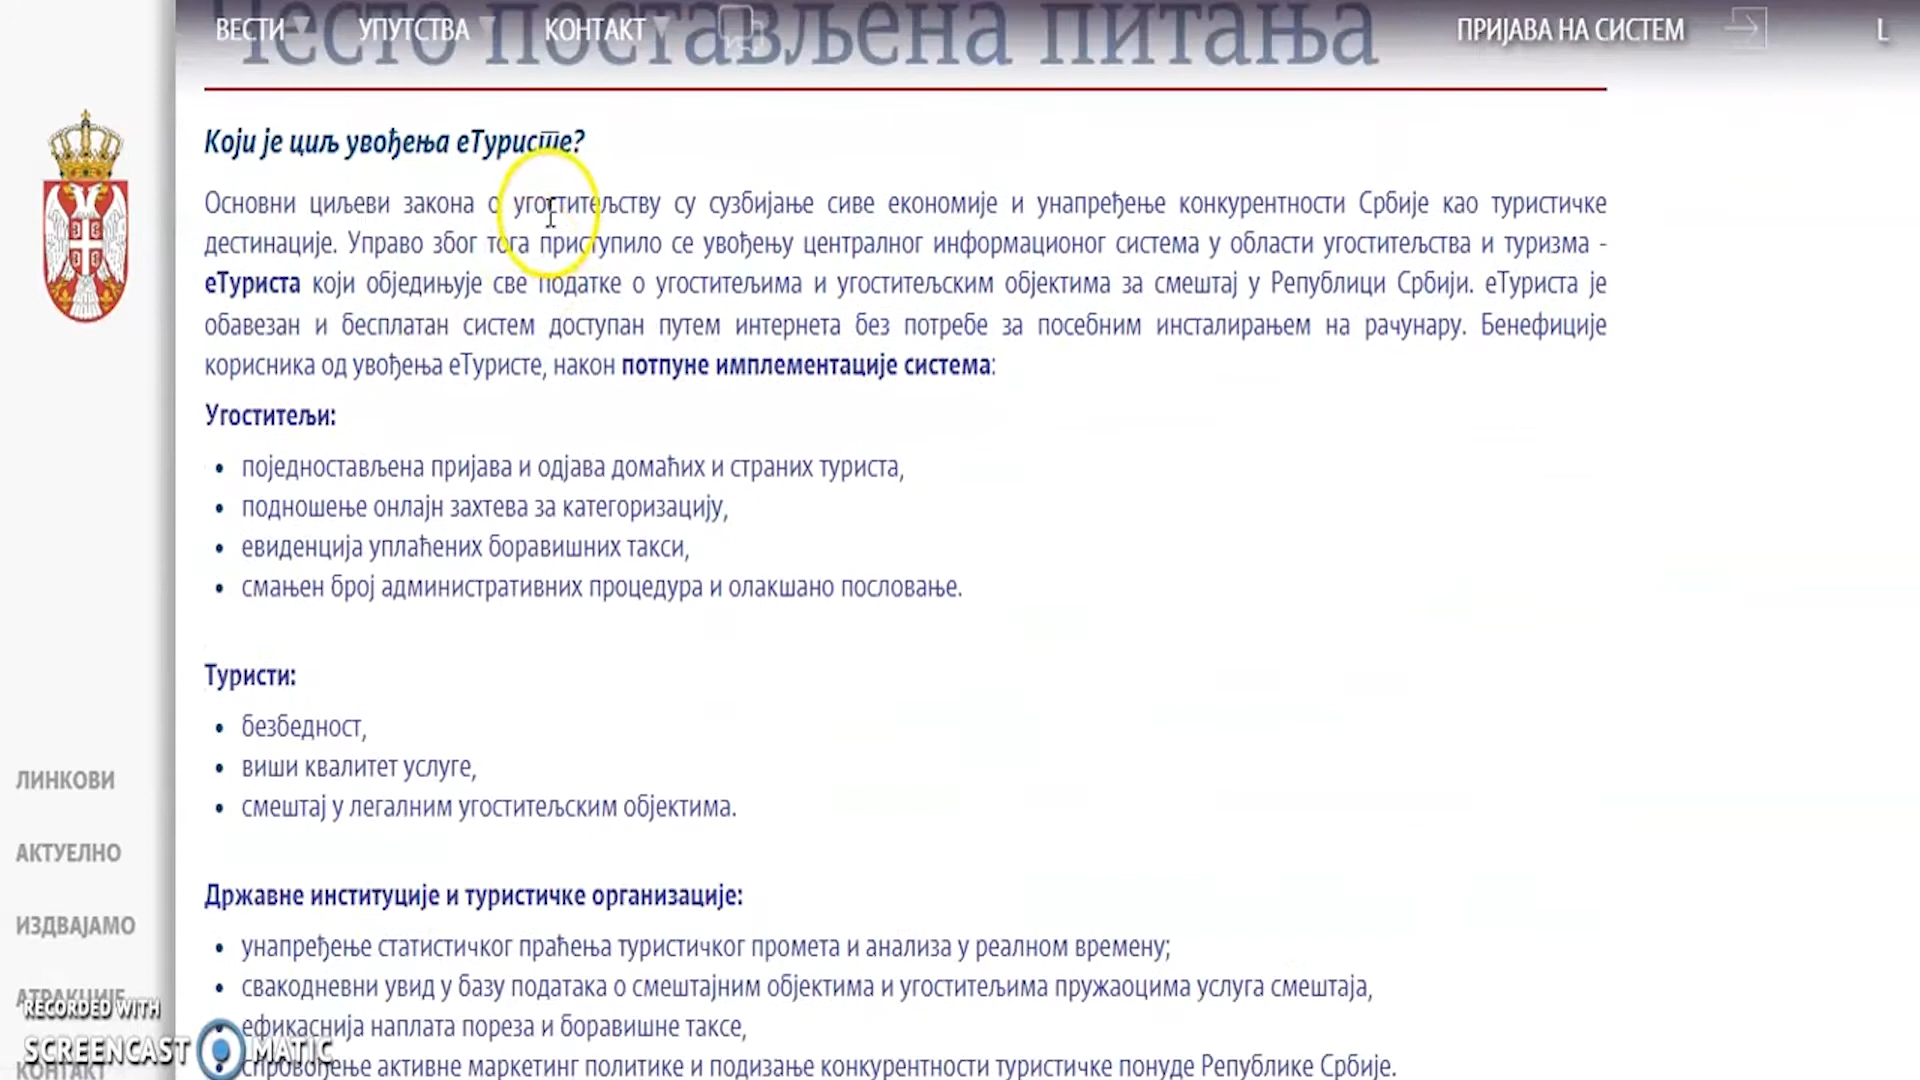 ВЕСТИ УПУТСТВА КОНТАКТ ПРИЈАВА НА СИСТЕМ L
Често постављена питања
Који је циљ увођења еТуристе?
Основни циљеви закона о угоститељству су сузбијање сиве економије и унапређење конкурентности Србије као туристичке
дестинације. Управо због тога приступило се увођењу централног информационог система у области угоститељства и туризма -
еТуриста који обједињује све податке о угоститељима и угоститељским објектима за смештај у Републици Србији. еТуриста је
обавезан и бесплатан систем доступан путем интернета без потребе за посебним инсталирањем на рачунару. Бенефиције
корисника од увођења еТуристе, након потпуне имплементације система:
Угоститељи:
• поједностављена пријава и одјава домаћих и страних туриста,
• подношење онлајн захтева за категоризацију,
• евиденција уплаћених боравишних такси,
• смањен број административних процедура и олакшано пословање.
Туристи:
• безбедност,
• виши квалитет услуге,
• смештај у легалним угоститељским објектима.
Државне институције и туристичке организације:
• унапређење статистичког праћења туристичког промета и анализа у реалном времену;
• свакодневни увид у базу података о смештајним објектима и угоститељима пружаоцима услуга смештаја,
• ефикаснија наплата пореза и боравишне таксе,
спровођење активне маркетинг политике и подизање конкурентности туристичке понуде Републике Србије.
ЛИНКОВИ
АКТУЕЛНО
ИЗДВАЈАМО
АТРАКЦИЈЕ
КОНТАКТ
RECORDED WITH
SCREENCAST MATIC